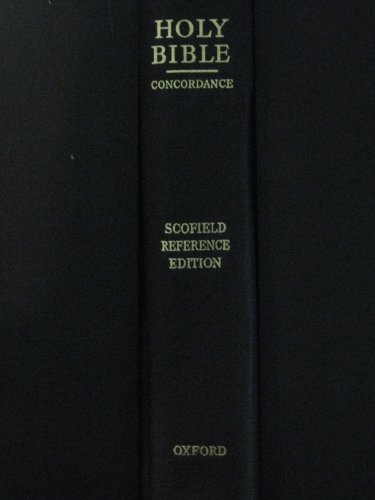 HOLY
BIBLE
CONCORDANCE
SCOFIELD
REFERENCE
EDITION
OXFORD